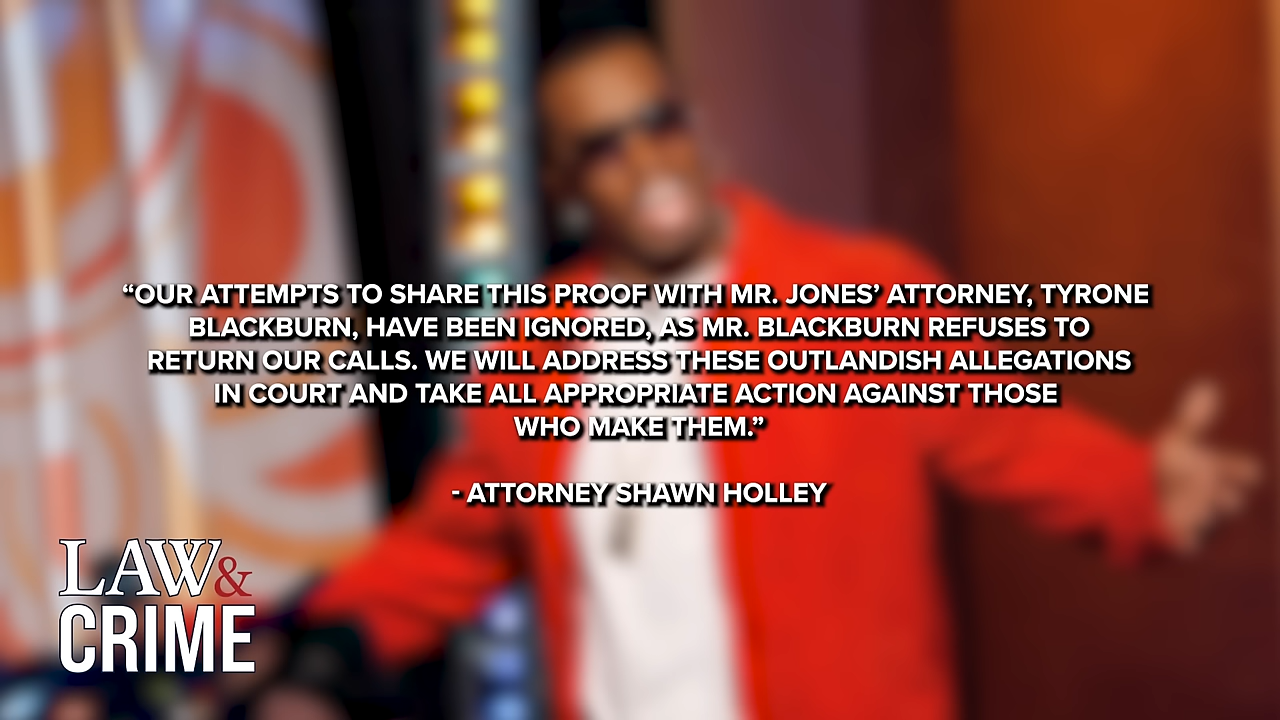 “OUR ATTEMPTS TO SHARE THIS PROOF WITH MR. JONES’ ATTORNEY, TYRONE
BLACKBURN, HAVE BEEN IGNORED, AS MR. BLACKBURN REFUSES TO
RETURN OUR CALLS. WE WILL ADDRESS THESE OUTLANDISH ALLEGATIONS
IN COURT AND TAKE ALL APPROPRIATE ACTION AGAINST THOSE
WHO MAKE THEM.”
- ATTORNEY SHAWN HOLLEY
LAW&
CRIME